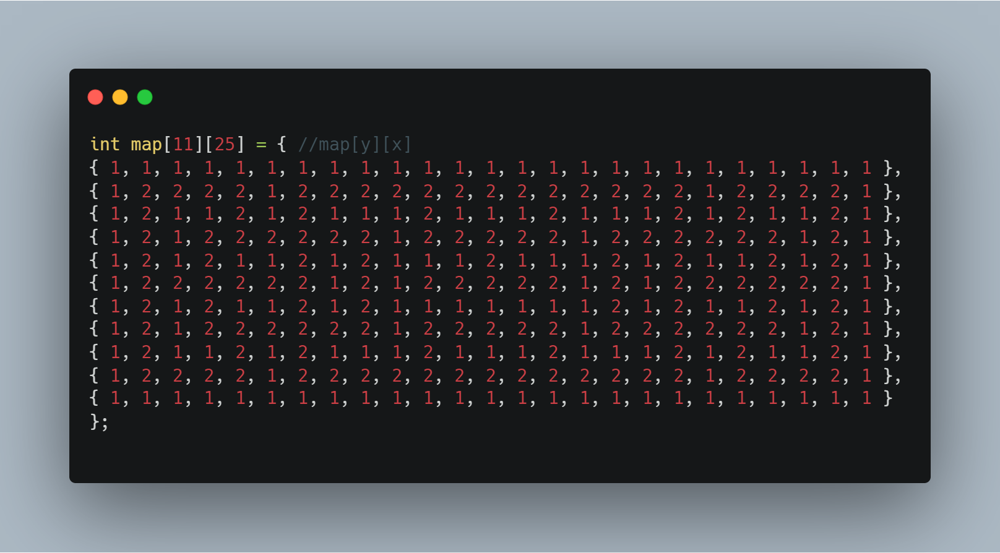 int map[11][25] = { //map[y][x]
{ 1, 1, 1, 1, 1, 1, 1, 1, 1, 1, 1, 1, 1, 1, 1, 1, 1, 1, 1, 1, 1, 1, 1, 1, 1 },
{ 1, 2, 2, 2, 2, 1, 2, 2, 2, 2, 2, 2, 2, 2, 2, 2, 2, 2, 2, 1, 2, 2, 2, 2, 1 },
{ 1, 2, 1, 1, 2, 1, 2, 1, 1, 1, 2, 1, 1, 1, 2, 1, 1, 1, 2, 1, 2, 1, 1, 2, 1 },
{ 1, 2, 1, 2, 2, 2, 2, 2, 2, 1, 2, 2, 2, 2, 2, 1, 2, 2, 2, 2, 2, 2, 1, 2, 1 },
{ 1, 2, 1, 2, 1, 1, 2, 1, 2, 1, 1, 1, 2, 1, 1, 1, 2, 1, 2, 1, 1, 2, 1, 2, 1 },
{ 1, 2, 2, 2, 2, 2, 2, 1, 2, 1, 2, 2, 2, 2, 2, 1, 2, 1, 2, 2, 2, 2, 2, 2, 1 },
{ 1, 2, 1, 2, 1, 1, 2, 1, 2, 1, 1, 1, 1, 1, 1, 1, 2, 1, 2, 1, 1, 2, 1, 2, 1 },
{ 1, 2, 1, 2, 2, 2, 2, 2, 2, 1, 2, 2, 2, 2, 2, 1, 2, 2, 2, 2, 2, 2, 1, 2, 1 },
{ 1, 2, 1, 1, 2, 1, 2, 1, 1, 1, 2, 1, 1, 1, 2, 1, 1, 1, 2, 1, 2, 1, 1, 2, 1 },
{ 1, 2, 2, 2, 2, 1, 2, 2, 2, 2, 2, 2, 2, 2, 2, 2, 2, 2, 2, 1, 2, 2, 2, 2, 1 },
{ 1, 1, 1, 1, 1, 1, 1, 1, 1, 1, 1, 1, 1, 1, 1, 1, 1, 1, 1, 1, 1, 1, 1, 1, 1 }
};